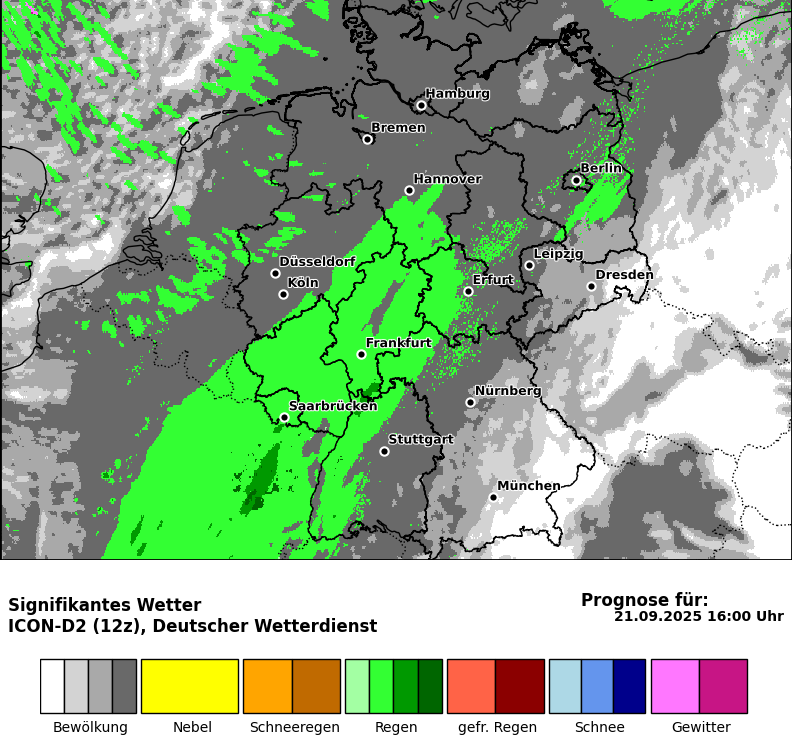 Hamburg
Bremen
Berlin
Hannover
Leipzig
Düsseldorf
Dresden
Erfurt
Köln
Frankfurt
Nürnberg
Saarbrücken
Stuttgart
München
Signifikantes Wetter
ICON-D2 (12z), Deutscher Wetterdienst
Prognose für:
21.09.2025 16:00 Uhr
Bewölkung Nebel Schneeregen Regen gefr. Regen Schnee Gewitter